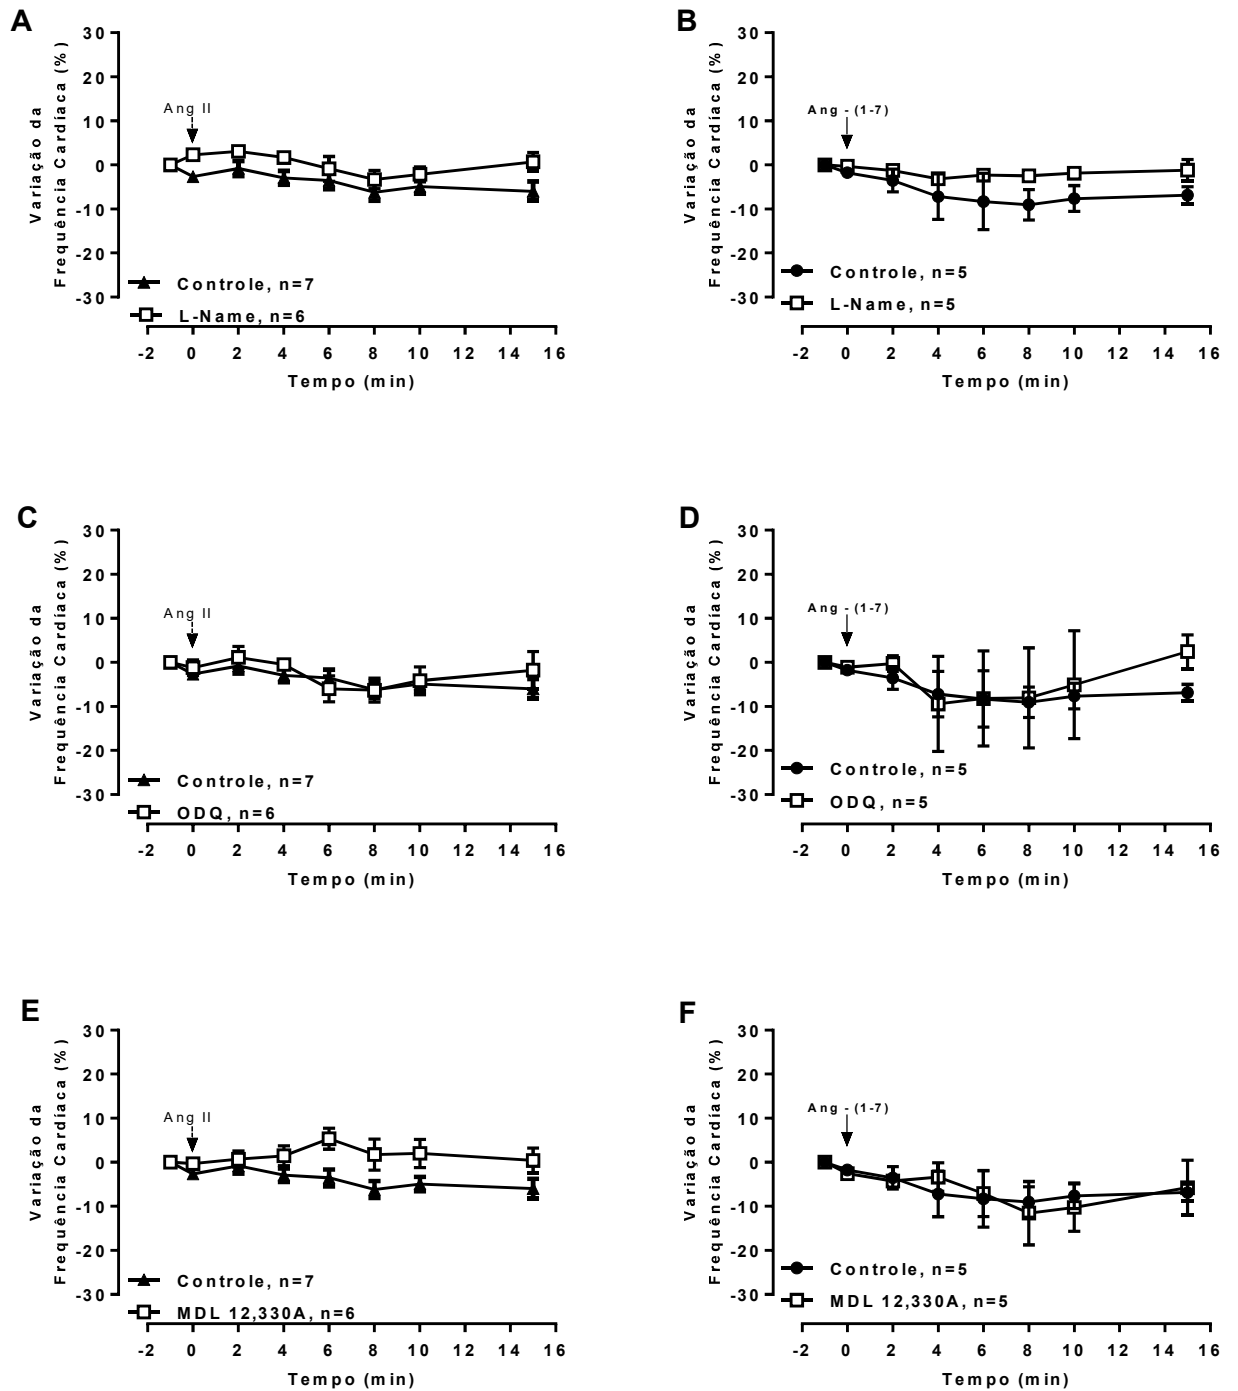 A
Variação da
Frequência Cardíaca (%)
30
20
10
0
-10
-20
-30
Ang II
Controle, n=7
L-Name, n=6
-2 0 2 4 6 8 10 12 14 16
Tempo (min)
B
Variação da
Frequência Cardíaca (%)
30
20
10
0
-10
-20
-30
Ang - (1-7)
Controle, n=5
L-Name, n=5
-2 0 2 4 6 8 10 12 14 16
Tempo (min)
C
Variação da
Frequência Cardíaca (%)
30
20
10
0
-10
-20
-30
Ang II
Controle, n=7
ODQ, n=6
-2 0 2 4 6 8 10 12 14 16
Tempo (min)
D
Variação da
Frequência Cardíaca (%)
30
20
10
0
-10
-20
-30
Ang - (1-7)
Controle, n=5
ODQ, n=5
-2 0 2 4 6 8 10 12 14 16
Tempo (min)
E
Variação da
Frequência Cardíaca (%)
30
20
10
0
-10
-20
-30
Ang II
Controle, n=7
MDL 12,330A, n=6
-2 0 2 4 6 8 10 12 14 16
Tempo (min)
F
Variação da
Frequência Cardíaca (%)
30
20
10
0
-10
-20
-30
Ang - (1-7)
Controle, n=5
MDL 12,330A, n=5
-2 0 2 4 6 8 10 12 14 16
Tempo (min)